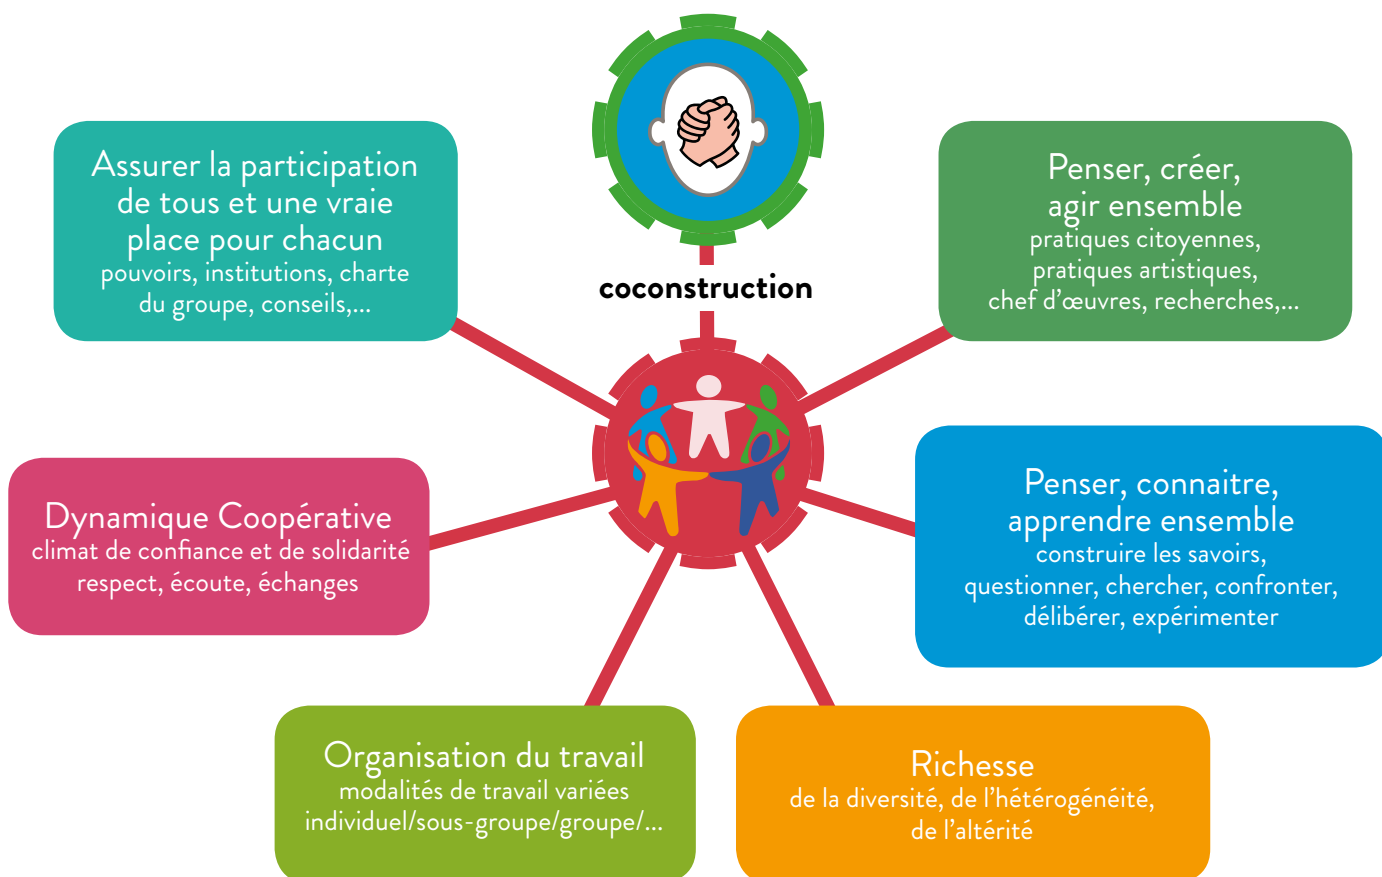 Assurer la participation
de tous et une vraie
place pour chacun
pouvoirs, institutions, charte
du groupe, conseils,...
coconstruction
Penser, créer,
agir ensemble
pratiques citoyennes,
pratiques artistiques,
chef d’œuvres, recherches,...
Dynamique Coopérative
climat de confiance et de solidarité
respect, écoute, échanges
Penser, connaitre,
apprendre ensemble
construire les savoirs,
questionner, chercher, confronter,
délibérer, expérimenter
Organisation du travail
modalités de travail variées
individuel/sous-groupe/groupe/...
Richesse
de la diversité, de l’hétérogénéité,
de l’altérité